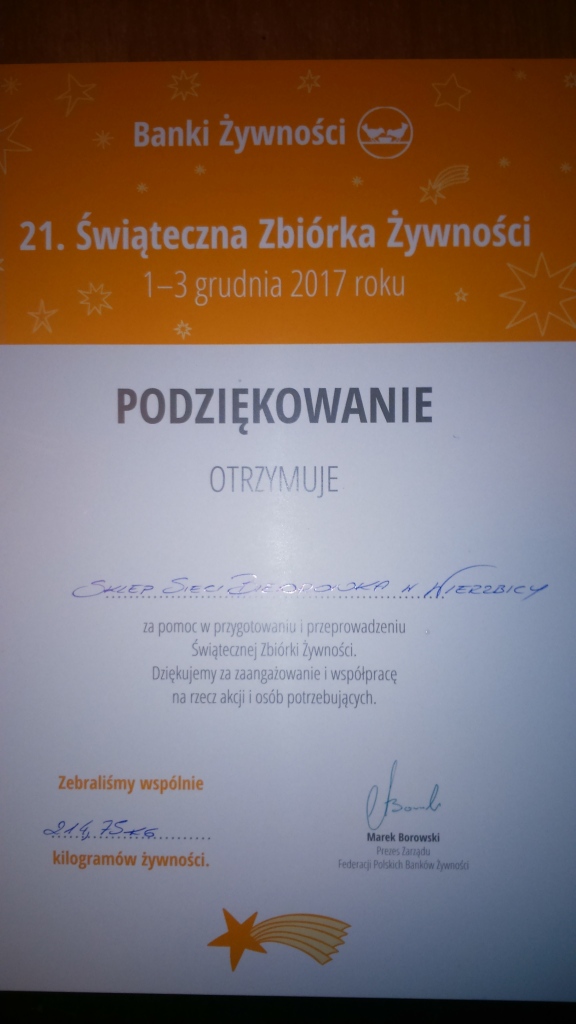 Banki Żywności
21. Świąteczna Zbiórka Żywności
1–3 grudnia 2017 roku
PODZIĘKOWANIE
OTRZYMUJE
SKLEP SIECI BIEDRONKA W WIERZBICY
za pomoc w przygotowaniu i przeprowadzeniu
Świątecznej Zbiórki Żywności.
Dziękujemy za zaangażowanie i współpracę
na rzecz akcji i osób potrzebujących.
Zebraliśmy wspólnie
214,75 KG
kilogramów żywności.
Marek Borowski
Prezes Zarządu
Federacji Polskich Banków Żywności